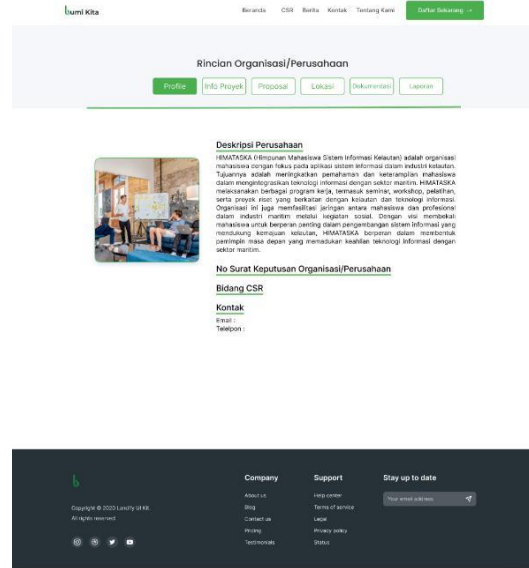 bumi Kita
Beranda CSR Berita Kontak Tentang Kami Daftar Sekarang →
Rincian Organisasi/Perusahaan
Profile Info Proyek Proposal Lokasi Dokumentasi Laporan
Deskripsi Perusahaan
HIMATASKA (Himpunan Mahasiswa Sistem Informasi Kelautan) adalah organisasi
mahasiswa dengan fokus pada aplikasi sistem informasi dalam industri kelautan.
Tujuannya adalah meningkatkan pemahaman dan keterampilan mahasiswa
dalam mengintegrasikan teknologi informasi dengan sektor maritim. HIMATASKA
melaksanakan berbagai program kerja, termasuk seminar, workshop, pelatihan,
serta proyek riset yang berkaitan dengan kelautan dan teknologi informasi.
Organisasi ini juga memfasilitasi jaringan antara mahasiswa dan profesional
dalam industri maritim melalui kegiatan sosial. Dengan visi membekali
mahasiswa untuk berperan penting dalam pengembangan sistem informasi yang
mendukung kemajuan kelautan, HIMATASKA berperan dalam membentuk
pemimpin masa depan yang memadukan keahlian teknologi informasi dengan
sektor maritim.
No Surat Keputusan Organisasi/Perusahaan
Bidang CSR
Kontak
Email :
Telelpon :
Company Support Stay up to date
About us Help center Your email address
Blog Terms of service
Copyright © 2020 Landify UI Kit.
All rights reserved
Contact us Legal
Pricing Privacy policy
Testimonials Status